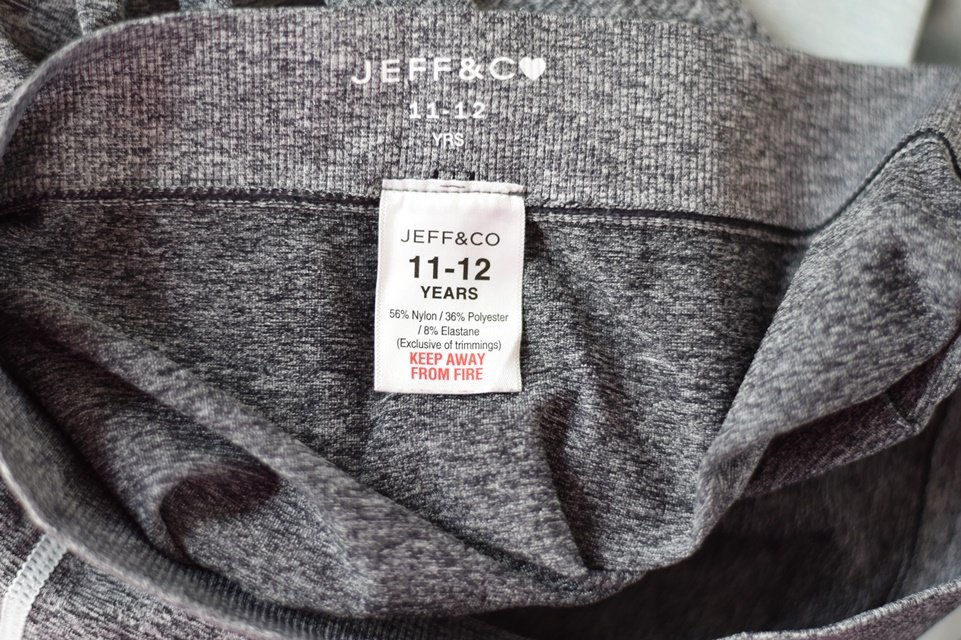 JEFF&C♥
11-12
YRS
JEFF&CO
11-12
YEARS
56% Nylon / 36% Polyester
/ 8% Elastane
(Exclusive of trimmings)
KEEP AWAY
FROM FIRE